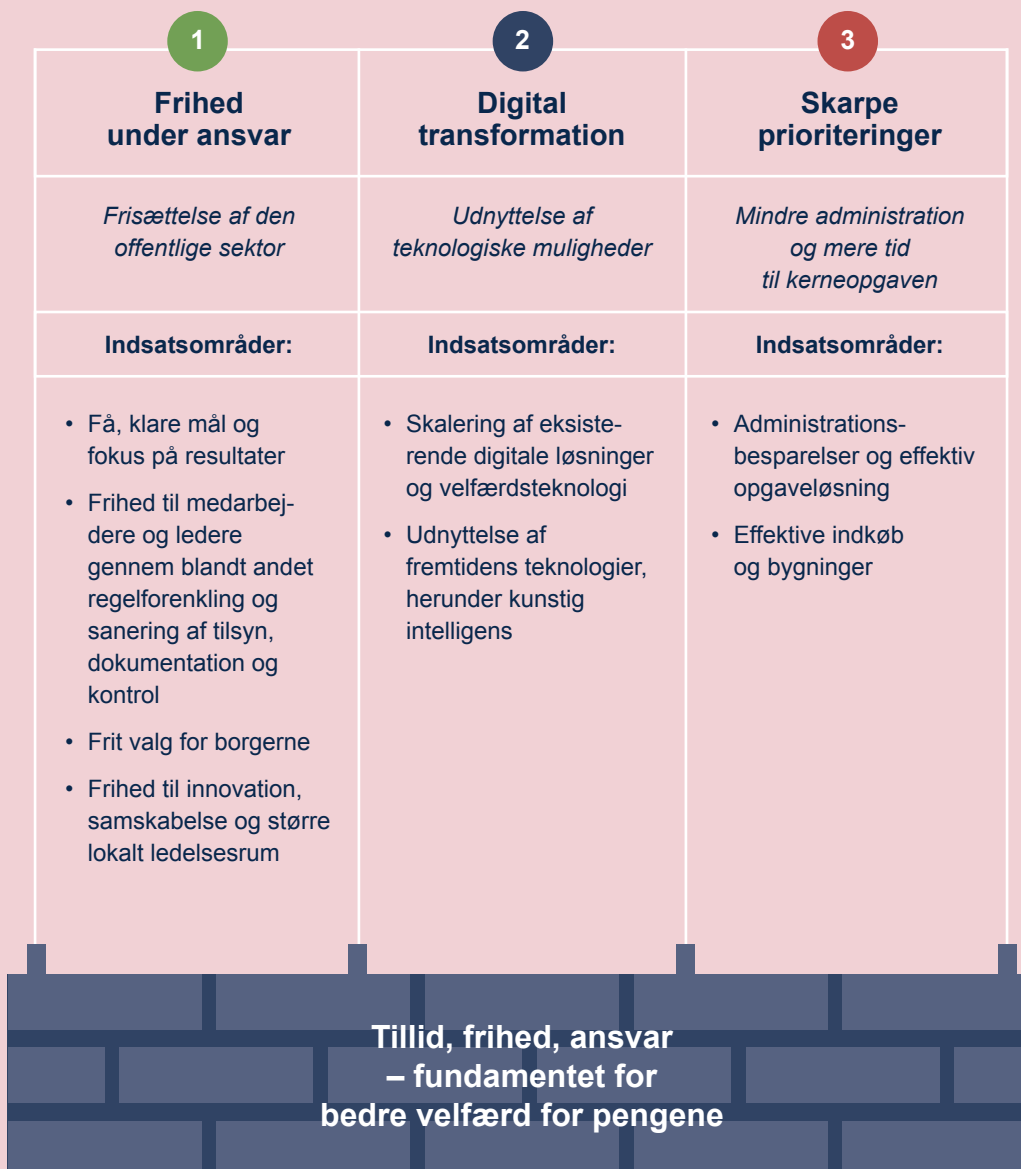 1
Frihed
under ansvar
Frisættelse af den
offentlige sektor
Indsatsområder:
• Få, klare mål og
fokus på resultater
• Frihed til medarbej-
dere og ledere
gennem blandt andet
regelforenkling og
sanering af tilsyn,
dokumentation og
kontrol
• Frit valg for borgerne
• Frihed til innovation,
samskabelse og større
lokalt ledelsesrum
2
Digital
transformation
Udnyttelse af
teknologiske muligheder
Indsatsområder:
• Skalering af eksiste-
rende digitale løsninger
og velfærdsteknologi
• Udnyttelse af
fremtidens teknologier,
herunder kunstig
intelligens
3
Skarpe
prioriteringer
Mindre administration
og mere tid
til kerneopgaven
Indsatsområder:
• Administrations-
besparelser og effektiv
opgaveløsning
• Effektive indkøb
og bygninger
Tillid, frihed, ansvar
– fundamentet for
bedre velfærd for pengene